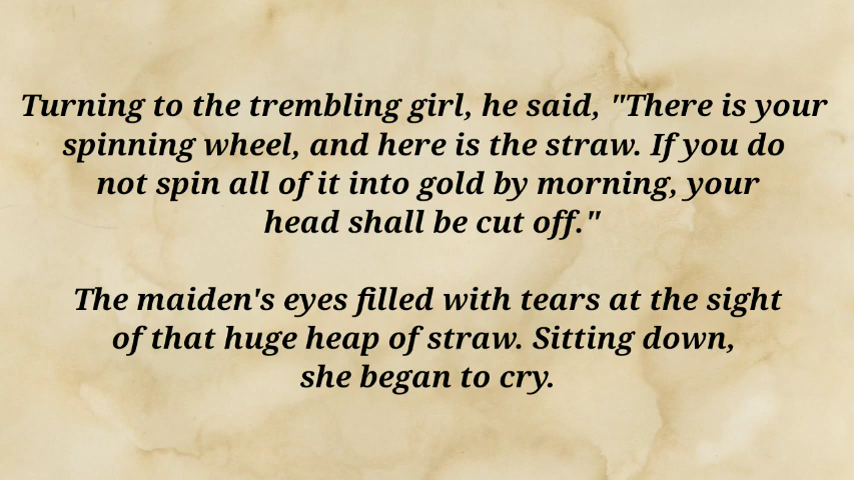 Turning to the trembling girl, he said, "There is your
spinning wheel, and here is the straw. If you do
not spin all of it into gold by morning, your
head shall be cut off."
The maiden's eyes filled with tears at the sight
of that huge heap of straw. Sitting down,
she began to cry.